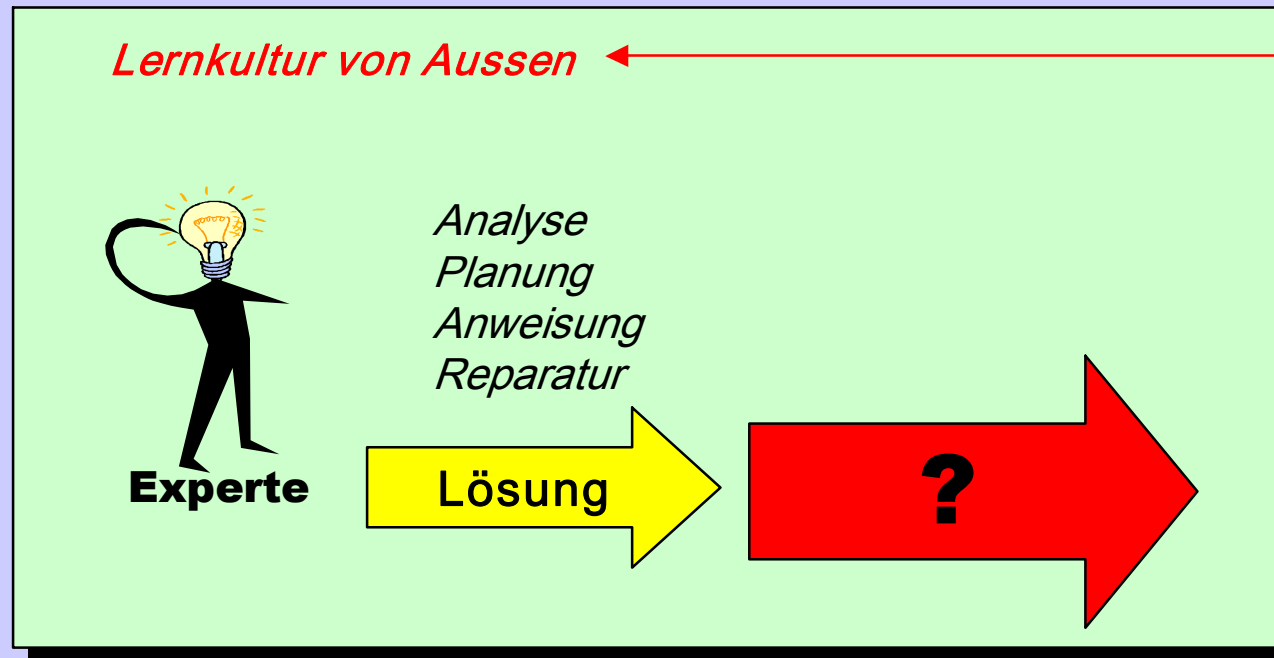 Lernkultur von Aussen
Analyse
Planung
Anweisung
Reparatur
Experte
Lösung
?